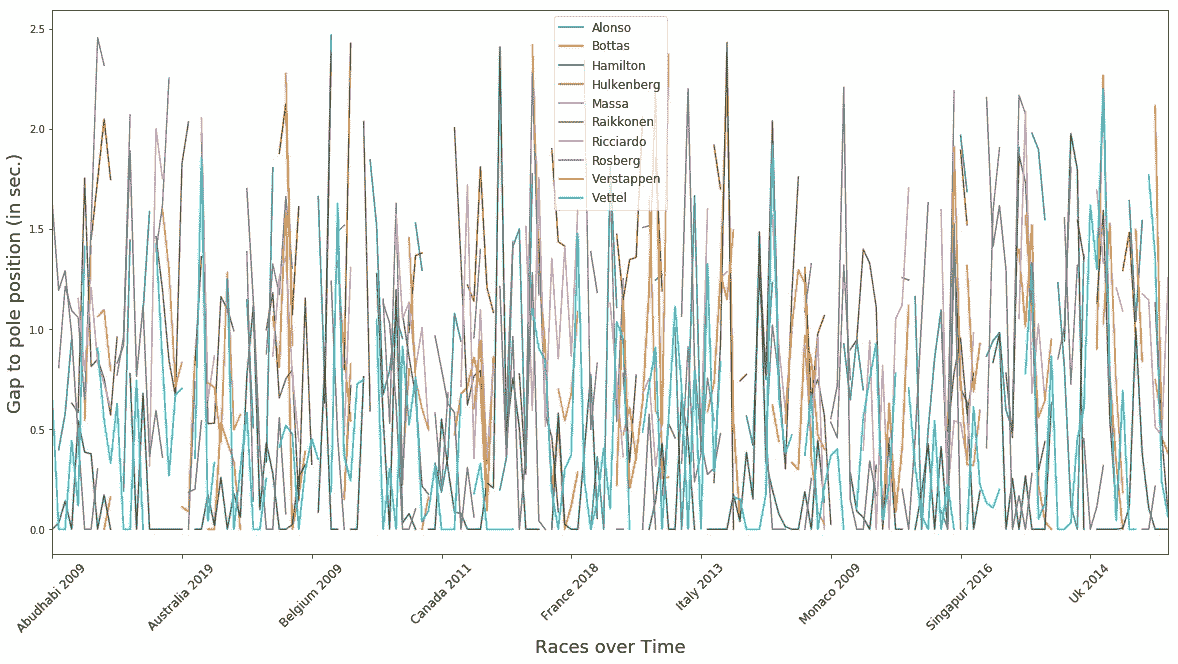 2.5
2.0
1.5
1.0
0.5
0.0
Gap to pole position (in sec.)
Alonso
Bottas
Hamilton
Hulkenberg
Massa
Raikkonen
Ricciardo
Rosberg
Verstappen
Vettel
Abudhabi 2009
Australia 2019
Belgium 2009
Canada 2011
France 2018
Italy 2013
Monaco 2009
Singapur 2016
Uk 2014
Races over Time